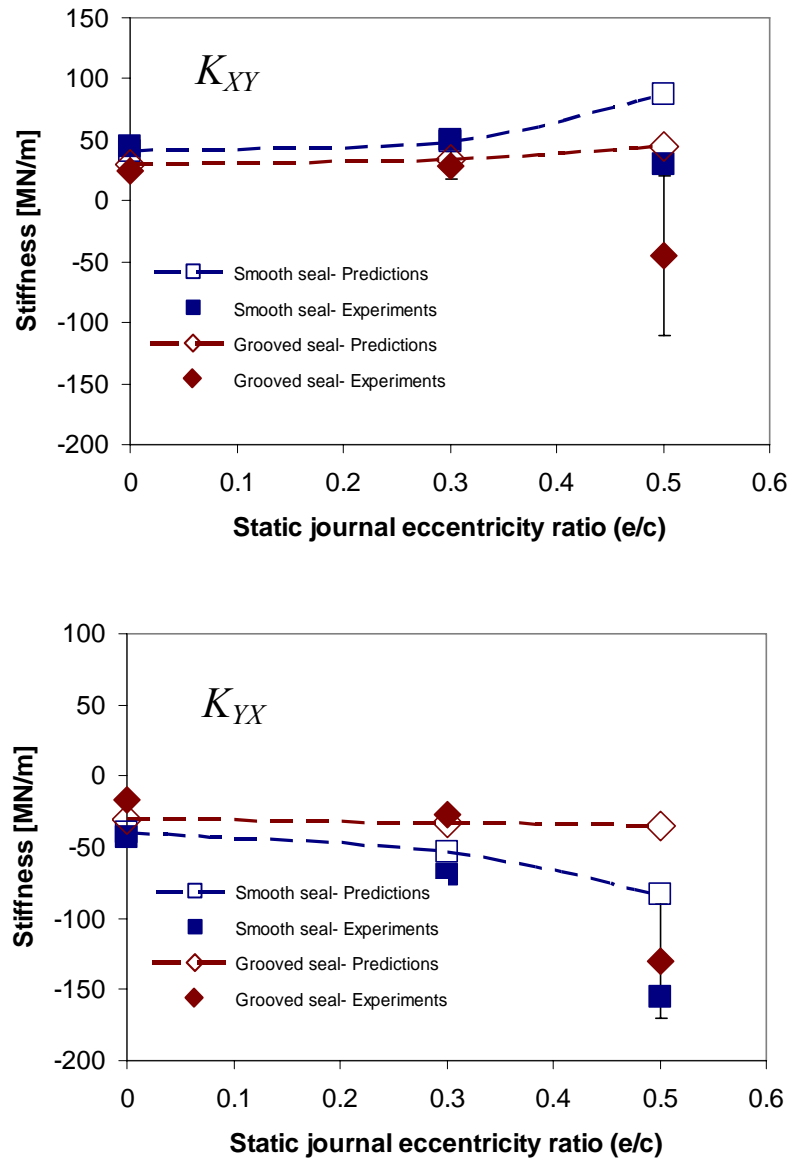 100
K_XY
50
0
-50
-100
-150
-200
Stiffness [MN/m]
Smooth seal- Predictions
Smooth seal- Experiments
Grooved seal- Predictions
Grooved seal- Experiments
0 0.1 0.2 0.3 0.4 0.5 0.6
Static journal eccentricity ratio (e/c)
100
50
K_YX
0
-50
-100
-150
-200
Stiffness [MN/m]
Smooth seal- Predictions
Smooth seal- Experiments
Grooved seal- Predictions
Grooved seal- Experiments
0 0.1 0.2 0.3 0.4 0.5 0.6
Static journal eccentricity ratio (e/c)